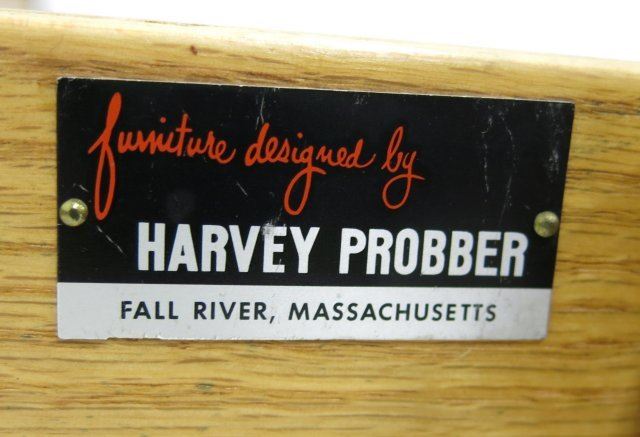 furniture designed by
HARVEY PROBBER
FALL RIVER, MASSACHUSETTS